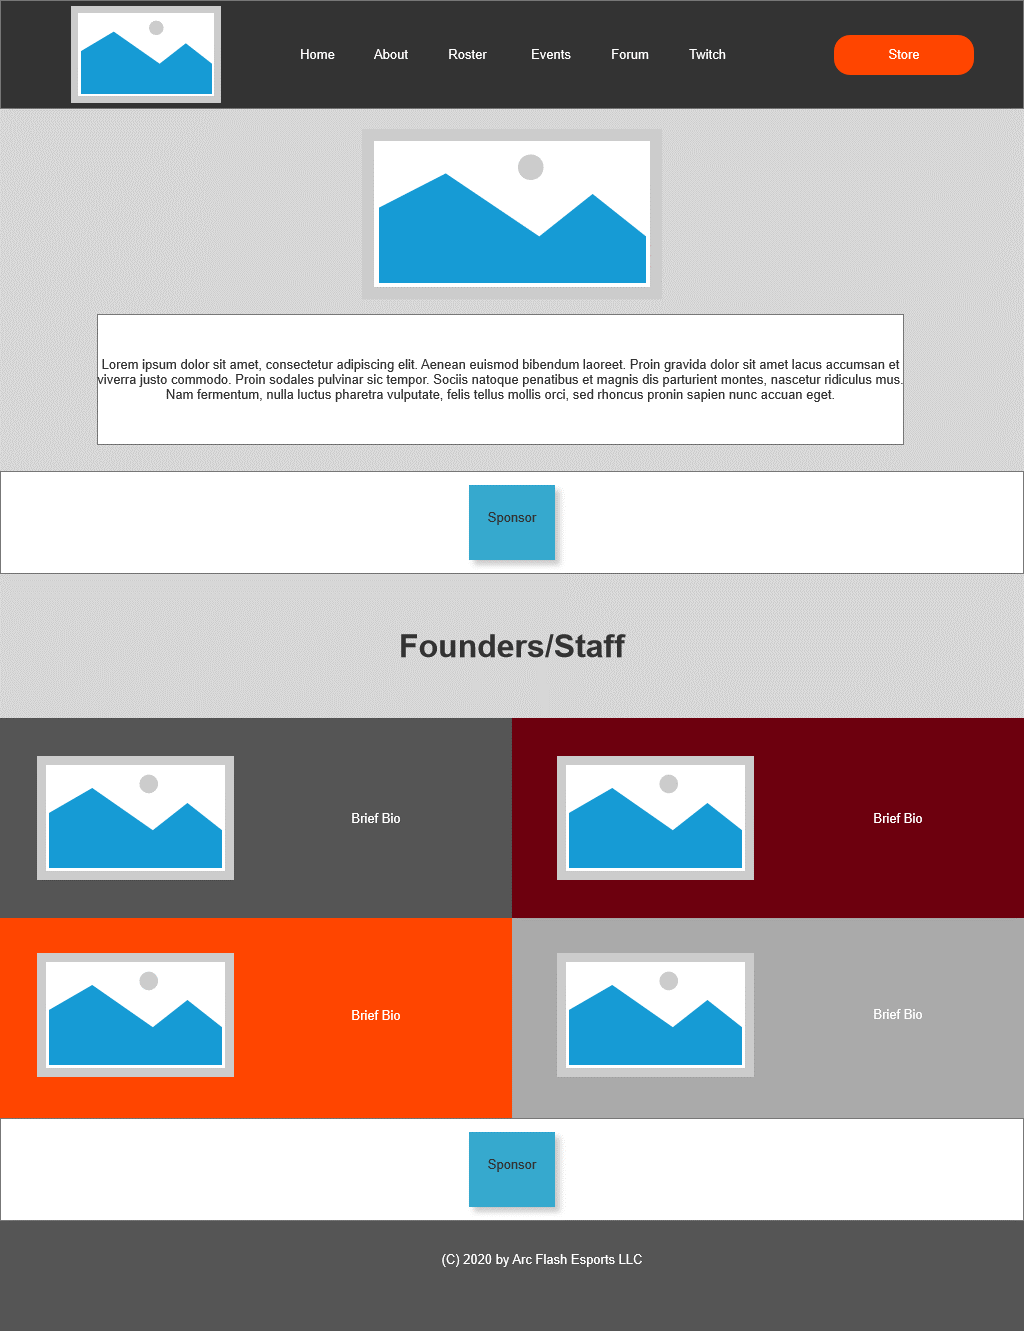 Home About Roster Events Forum Twitch Store
Lorem ipsum dolor sit amet, consectetur adipiscing elit. Aenean euismod bibendum laoreet. Proin gravida dolor sit amet lacus accumsan et
viverra justo commodo. Proin sodales pulvinar sic tempor. Sociis natoque penatibus et magnis dis parturient montes, nascetur ridiculus mus.
Nam fermentum, nulla luctus pharetra vulputate, felis tellus mollis orci, sed rhoncus pronin sapien nunc accuan eget.
Sponsor
Founders/Staff
Brief Bio
Brief Bio
Brief Bio
Brief Bio
Sponsor
(C) 2020 by Arc Flash Esports LLC